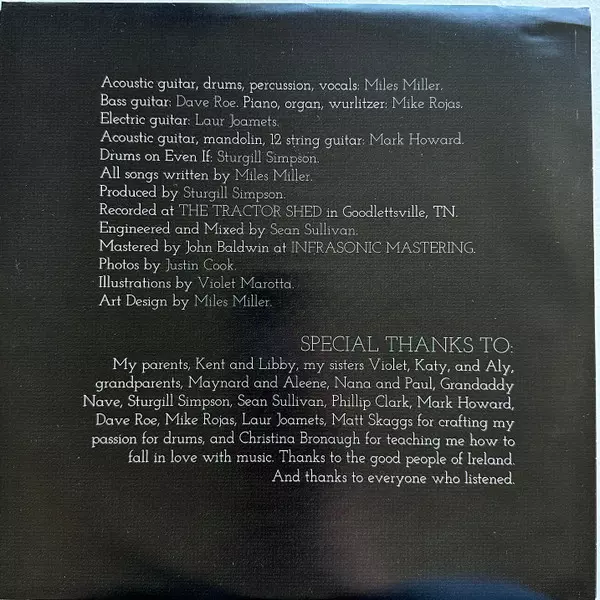 Acoustic guitar, drums, percussion, vocals: Miles Miller.
Bass guitar: Dave Roe. Piano, organ, wurlitzer: Mike Rojas.
Electric guitar: Laur Joamets.
Acoustic guitar, mandolin, 12 string guitar: Mark Howard.
Drums on Even If: Sturgill Simpson.
All songs written by Miles Miller.
Produced by Sturgill Simpson.
Recorded at THE TRACTOR SHED in Goodlettsville, TN.
Engineered and Mixed by Sean Sullivan.
Mastered by John Baldwin at INFRASONIC MASTERING.
Photos by Justin Cook.
Illustrations by Violet Marotta.
Art Design by Miles Miller.
SPECIAL THANKS TO:
My parents, Kent and Libby, my sisters Violet, Katy, and Aly,
grandparents, Maynard and Aleene, Nana and Paul, Grandaddy
Nave, Sturgill Simpson, Sean Sullivan, Phillip Clark, Mark Howard,
Dave Roe, Mike Rojas, Laur Joamets, Matt Skaggs for crafting my
passion for drums, and Christina Bronaugh for teaching me how to
fall in love with music. Thanks to the good people of Ireland.
And thanks to everyone who listened.